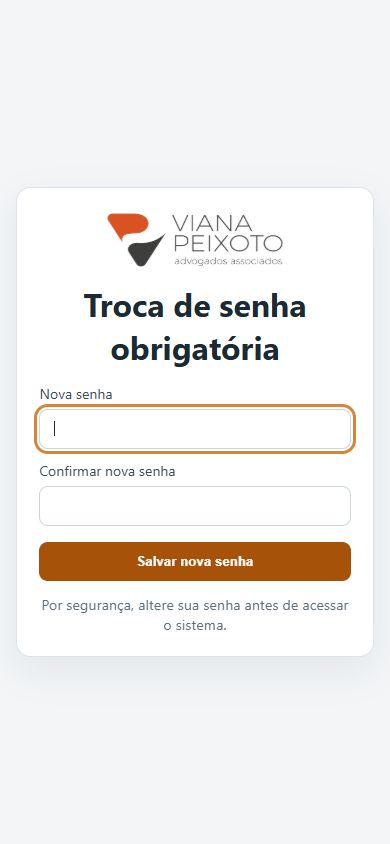 VIANA
PEIXOTO
advogados associados
Troca de senha
obrigatória
Nova senha
Confirmar nova senha
Salvar nova senha
Por segurança, altere sua senha antes de acessar
o sistema.